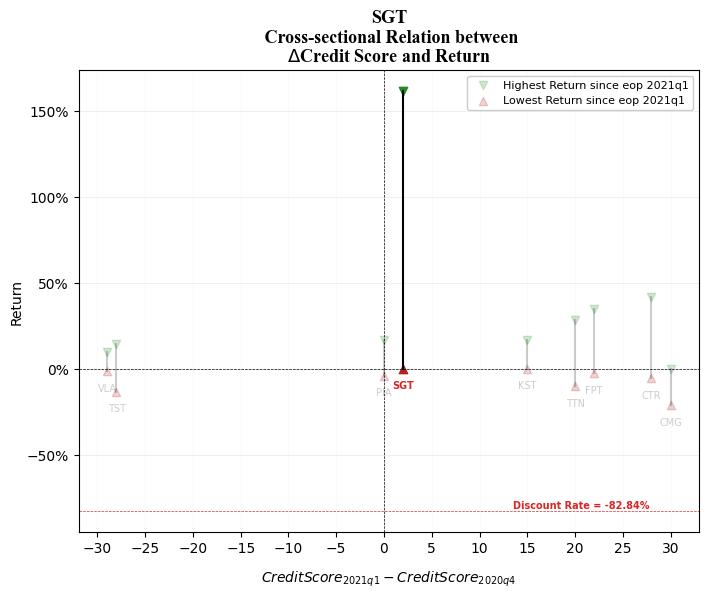 SGT
Cross-sectional Relation between
ΔCredit Score and Return
Highest Return since eop 2021q1
Lowest Return since eop 2021q1
150%
100%
50%
0%
−50%
Return
VLA
TST
PIA
SGT
KST
TTN
FPT
CTR
CMG
Discount Rate = -82.84%
−30 −25 −20 −15 −10 −5 0 5 10 15 20 25 30
CreditScore2021q1 − CreditScore2020q4